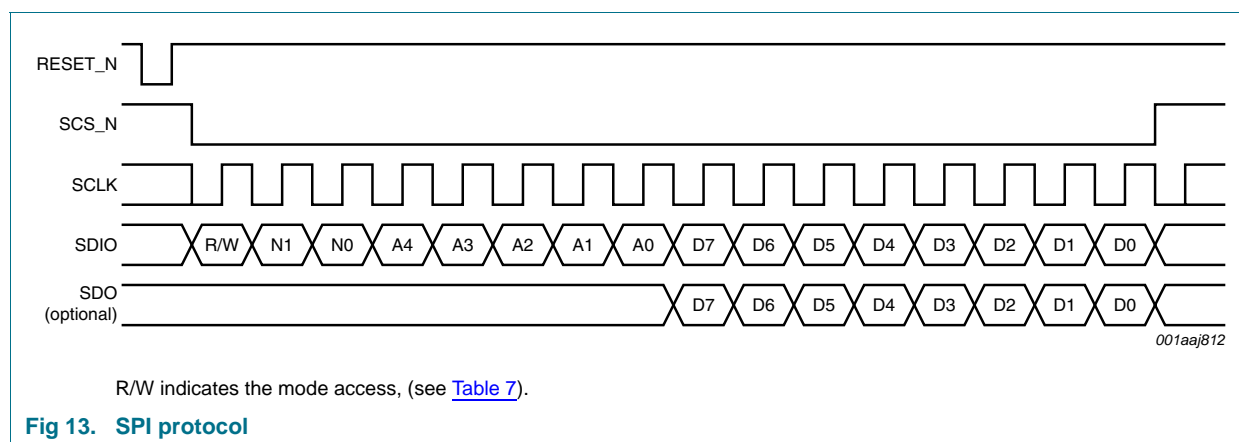 RESET_N
SCS_N
SCLK
SDIO R/W N1 N0 A4 A3 A2 A1 A0 D7 D6 D5 D4 D3 D2 D1 D0
SDO
(optional) D7 D6 D5 D4 D3 D2 D1 D0
001aaj812
R/W indicates the mode access, (see Table 7).
Fig 13. SPI protocol